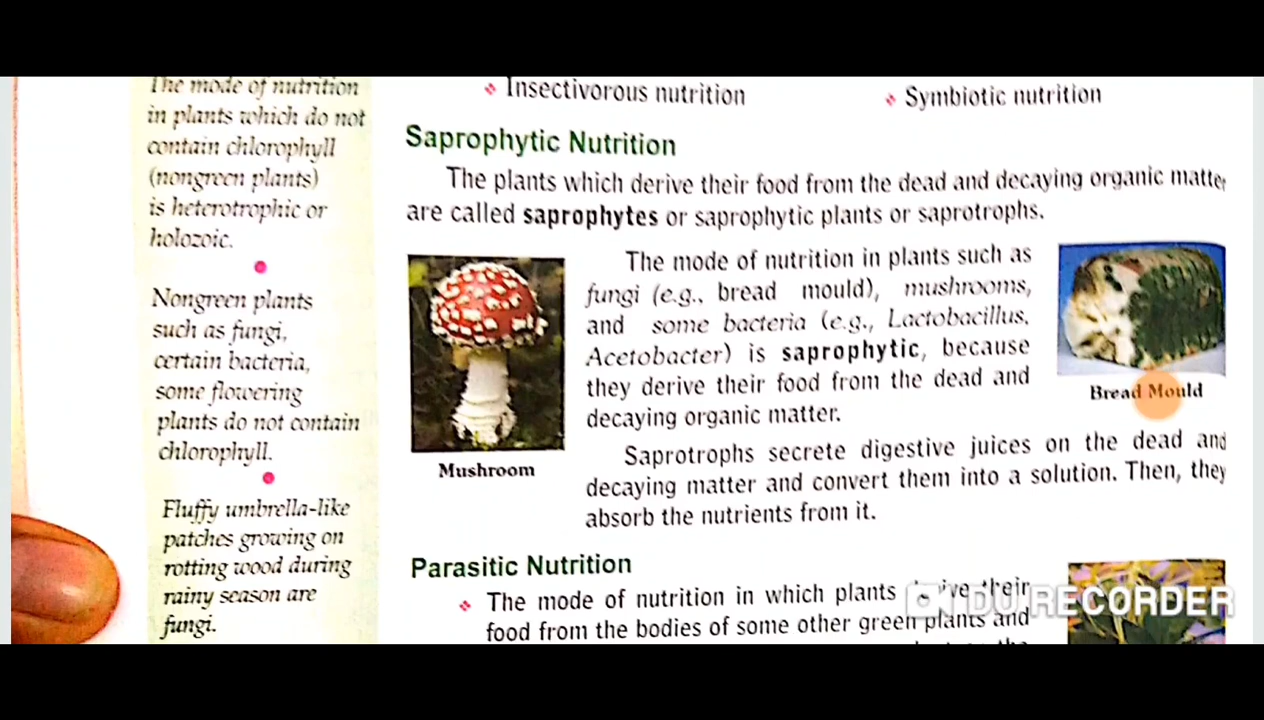 The mode of nutrition
in plants which do not
contain chlorophyll
(nongreen plants)
is heterotrophic or
holozoic.
Nongreen plants
such as fungi,
certain bacteria,
some flowering
plants do not contain
chlorophyll.
Fluffy umbrella-like
patches growing on
rotting wood during
rainy season are
fungi.
❖ Insectivorous nutrition
❖ Symbiotic nutrition
Saprophytic Nutrition
The plants which derive their food from the dead and decaying organic matter
are called saprophytes or saprophytic plants or saprotrophs.
The mode of nutrition in plants such as
fungi (e.g., bread mould), mushrooms,
and some bacteria (e.g., Lactobacillus,
Acetobacter) is saprophytic, because
they derive their food from the dead and
decaying organic matter.
Mushroom
Bread Mould
Saprotrophs secrete digestive juices on the dead and
decaying matter and convert them into a solution. Then, they
absorb the nutrients from it.
Parasitic Nutrition
❖ The mode of nutrition in which plants derive their
food from the bodies of some other green plants and
DU RECORDER